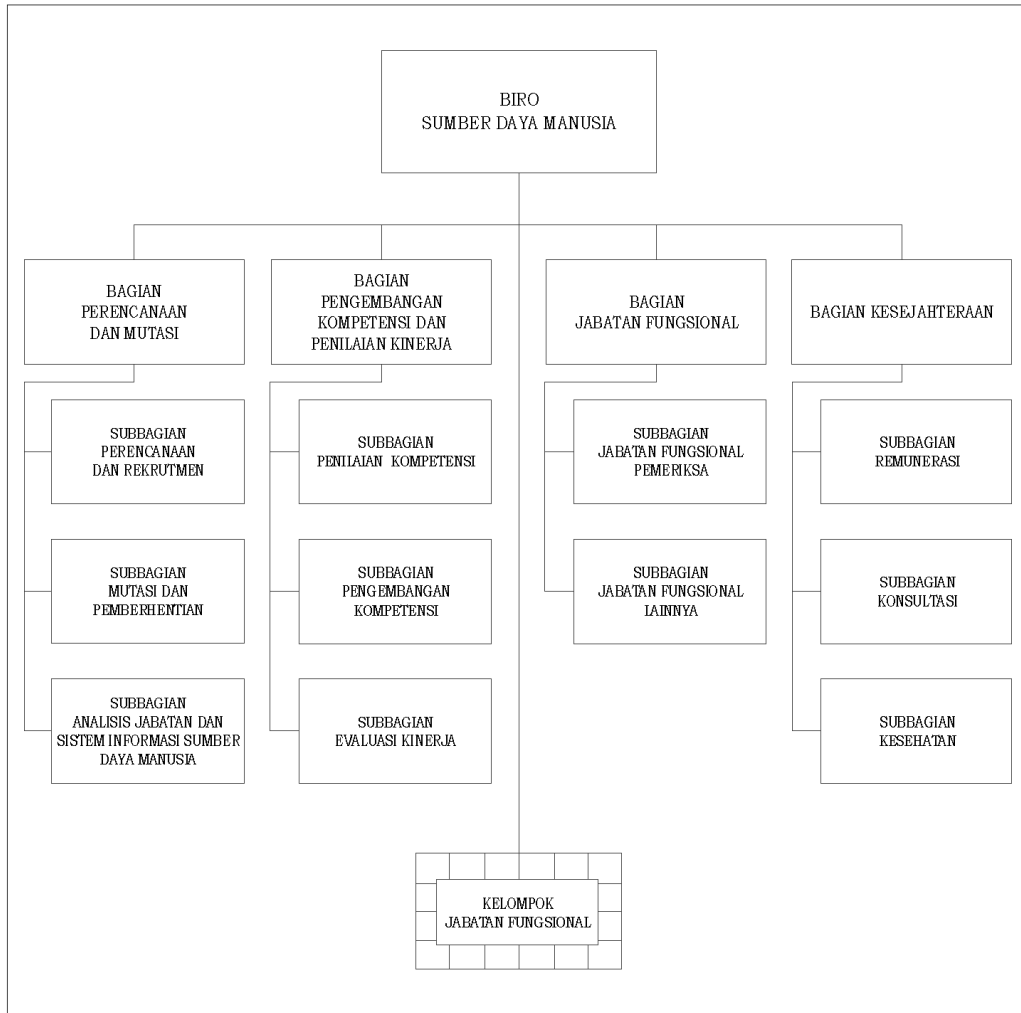 BIRO
SUMBER DAYA MANUSIA
BAGIAN
PERENCANAAN
DAN MUTASI
BAGIAN
PENGEMBANGAN
KOMPETENSI DAN
PENILAIAN KINERJA
BAGIAN
JABATAN FUNGSIONAL
BAGIAN KESEJAHTERAAN
SUBBAGIAN
PERENCANAAN
DAN REKRUTMEN
SUBBAGIAN
PENILAIAN KOMPETENSI
SUBBAGIAN
JABATAN FUNGSIONAL
PEMERIKSA
SUBBAGIAN
REMUNERASI
SUBBAGIAN
MUTASI DAN
PEMBERHENTIAN
SUBBAGIAN
PENGEMBANGAN
KOMPETENSI
SUBBAGIAN
JABATAN FUNGSIONAL
LAINNYA
SUBBAGIAN
KONSULTASI
SUBBAGIAN
ANALISIS JABATAN DAN
SISTEM INFORMASI SUMBER
DAYA MANUSIA
SUBBAGIAN
EVALUASI KINERJA
SUBBAGIAN
KESEHATAN
KELOMPOK
JABATAN FUNGSIONAL